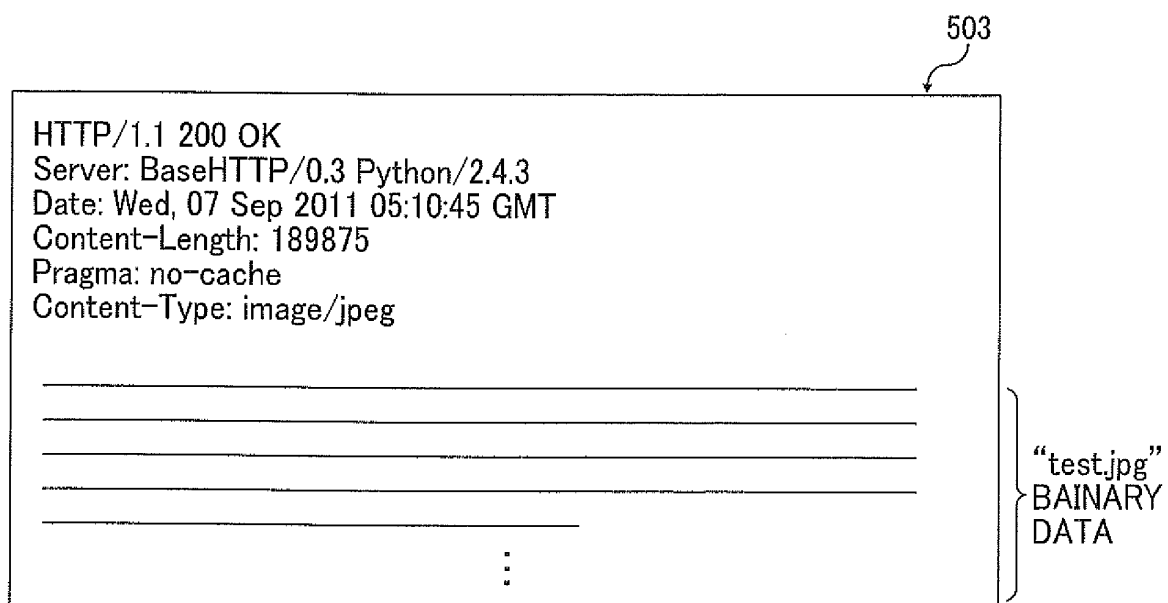 503
HTTP/1.1 200 OK
Server: BaseHTTP/0.3 Python/2.4.3
Date: Wed, 07 Sep 2011 05:10:45 GMT
Content-Length: 189875
Pragma: no-cache
Content-Type: image/jpeg
“test.jpg”
BAINARY
DATA